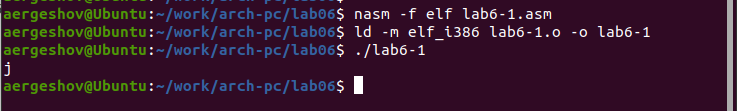 aergeshov@Ubuntu:~/work/arch-pc/lab06$ nasm -f elf lab6-1.asm
aergeshov@Ubuntu:~/work/arch-pc/lab06$ ld -m elf_i386 lab6-1.o -o lab6-1
aergeshov@Ubuntu:~/work/arch-pc/lab06$ ./lab6-1
j
aergeshov@Ubuntu:~/work/arch-pc/lab06$